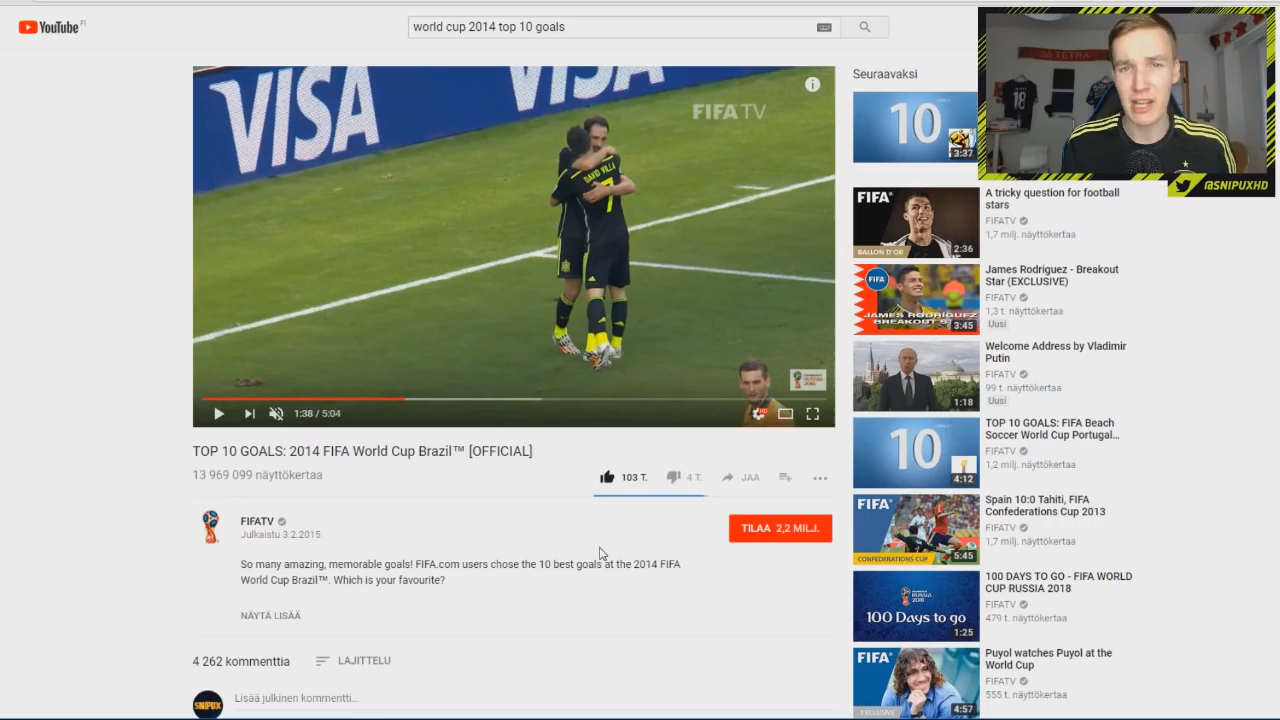 YouTube FI
world cup 2014 top 10 goals
VISA
VISA
FIFA TV
DAVID VILLA
7
1:38 / 5:04
HD
TOP 10 GOALS: 2014 FIFA World Cup Brazil™ [OFFICIAL]
13 969 099 näyttökertaa
103 T.
4 T.
JAA
FIFATV
Julkaistu 3.2.2015
TILAA 2,2 MILJ.
So many amazing, memorable goals! FIFA.com users chose the 10 best goals at the 2014 FIFA
World Cup Brazil™. Which is your favourite?
NÄYTÄ LISÄÄ
4 262 kommenttia
LAJITTELU
SNIPUX
Lisää julkinen kommentti...
Seuraavaksi
10
3:37
18
@SNIPUXHD
FIFA
BALLON D'OR
2:36
A tricky question for football
stars
FIFATV
1,7 milj. näyttökertaa
FIFA
JAMES RODRIGUEZ
3:45
James Rodriguez - Breakout
Star (EXCLUSIVE)
FIFATV
1,3 t. näyttökertaa
Uusi
1:18
Welcome Address by Vladimir
Putin
FIFATV
99 t. näyttökertaa
Uusi
10
4:12
TOP 10 GOALS: FIFA Beach
Soccer World Cup Portugal...
FIFATV
1,2 milj. näyttökertaa
FIFA
CONFEDERATIONS CUP
5:45
Spain 10:0 Tahiti, FIFA
Confederations Cup 2013
FIFATV
1,7 milj. näyttökertaa
RUSSIA
2018
100 Days to go
1:25
100 DAYS TO GO - FIFA WORLD
CUP RUSSIA 2018
FIFATV
479 t. näyttökertaa
FIFA
EXCLUSIVE
4:57
Puyol watches Puyol at the
World Cup
FIFATV
555 t. näyttökertaa